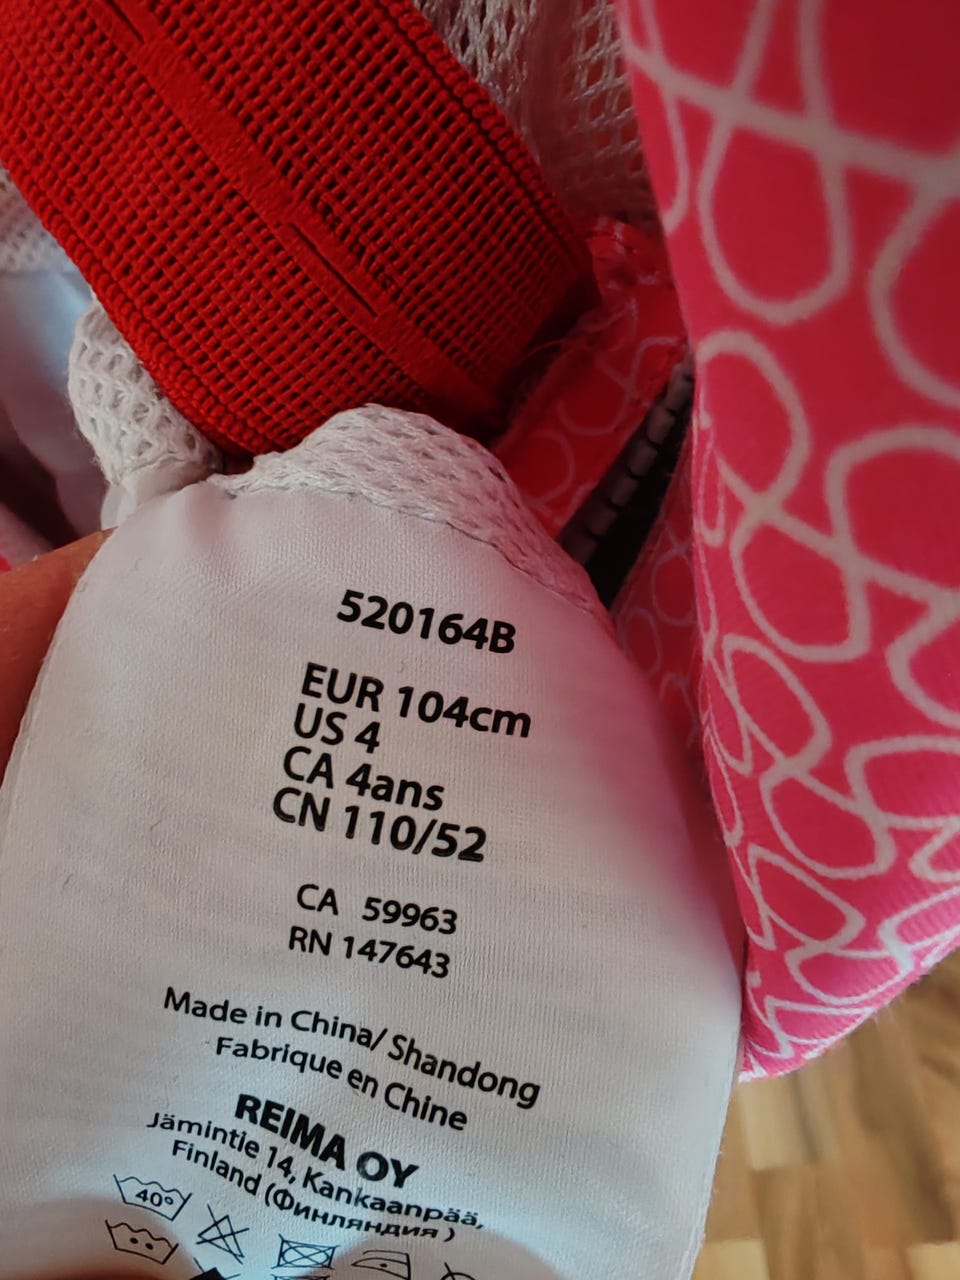 520164B
EUR 104cm
US 4
CA 4ans
CN 110/52
CA 59963
RN 147643
Made in China/ Shandong
Fabrique en Chine
REIMA OY
Jämintie 14, Kankaanpää,
Finland (Финляндия)
40°